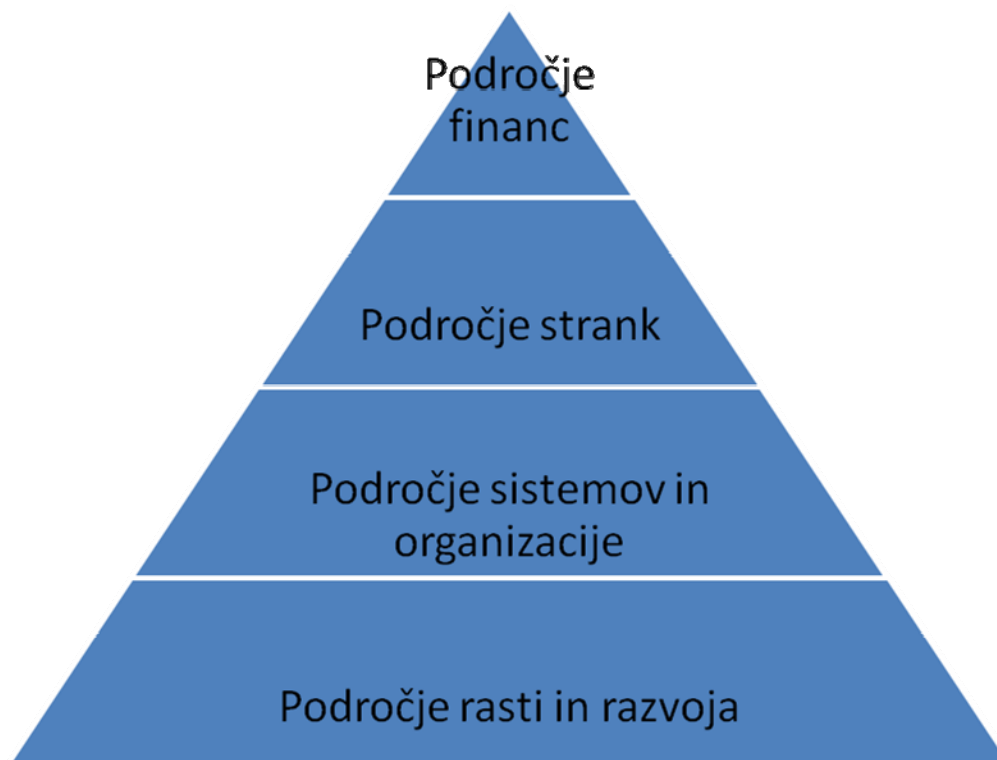 Področje
financ
Področje strank
Področje sistemov in
organizacije
Področje rasti in razvoja